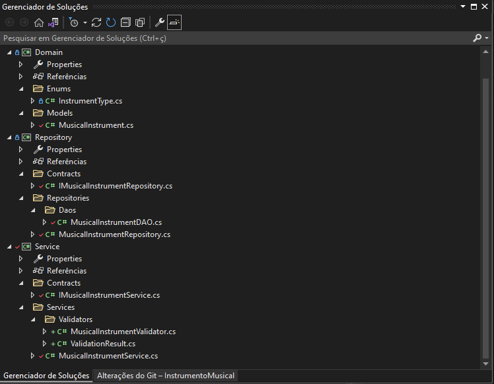 Gerenciador de Soluções
Pesquisar em Gerenciador de Soluções (Ctrl+ç)
Domain
Properties
Referências
Enums
C# InstrumentType.cs
Models
C# MusicalInstrument.cs
Repository
Properties
Referências
Contracts
C# IMusicalInstrumentRepository.cs
Repositories
Daos
C# MusicalInstrumentDAO.cs
C# MusicalInstrumentRepository.cs
Service
Properties
Referências
Contracts
C# IMusicalInstrumentService.cs
Services
Validators
C# MusicalInstrumentValidator.cs
C# ValidationResult.cs
C# MusicalInstrumentService.cs
Gerenciador de Soluções Alterações do Git – InstrumentoMusical